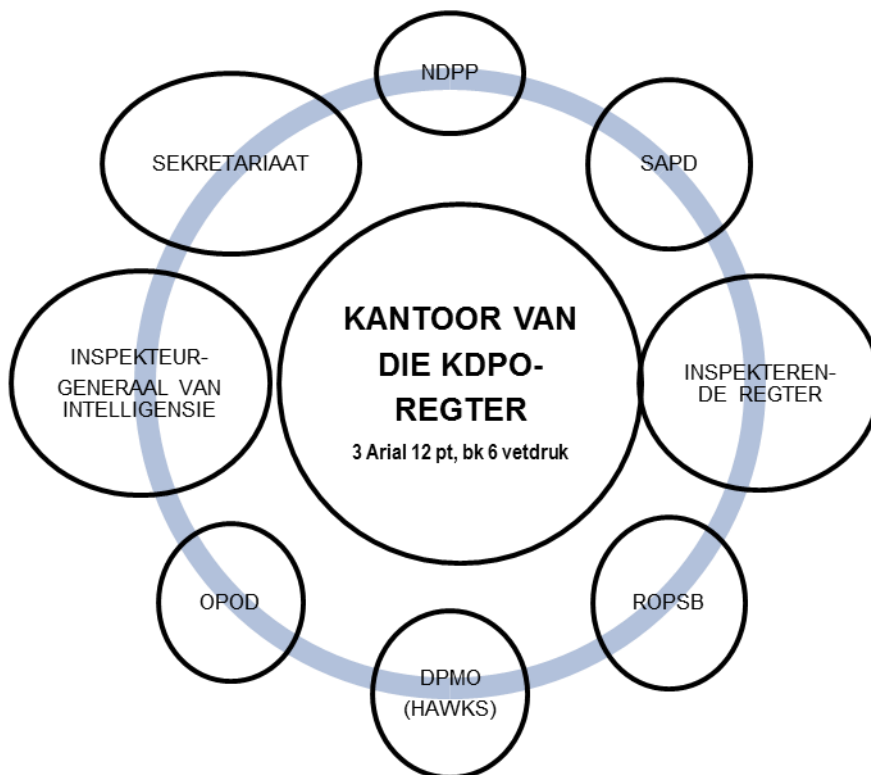 NDPP
SEKRETARIAAT
SAPD
KANTOOR VAN
DIE KDPO-
REGTER
3 Arial 12 pt, bk 6 vetdruk
INSPEKTEUR-
GENERAAL VAN
INTELLIGENSIE
INSPEKTEREN-
DE REGTER
OPOD
ROPSB
DPMO
(HAWKS)